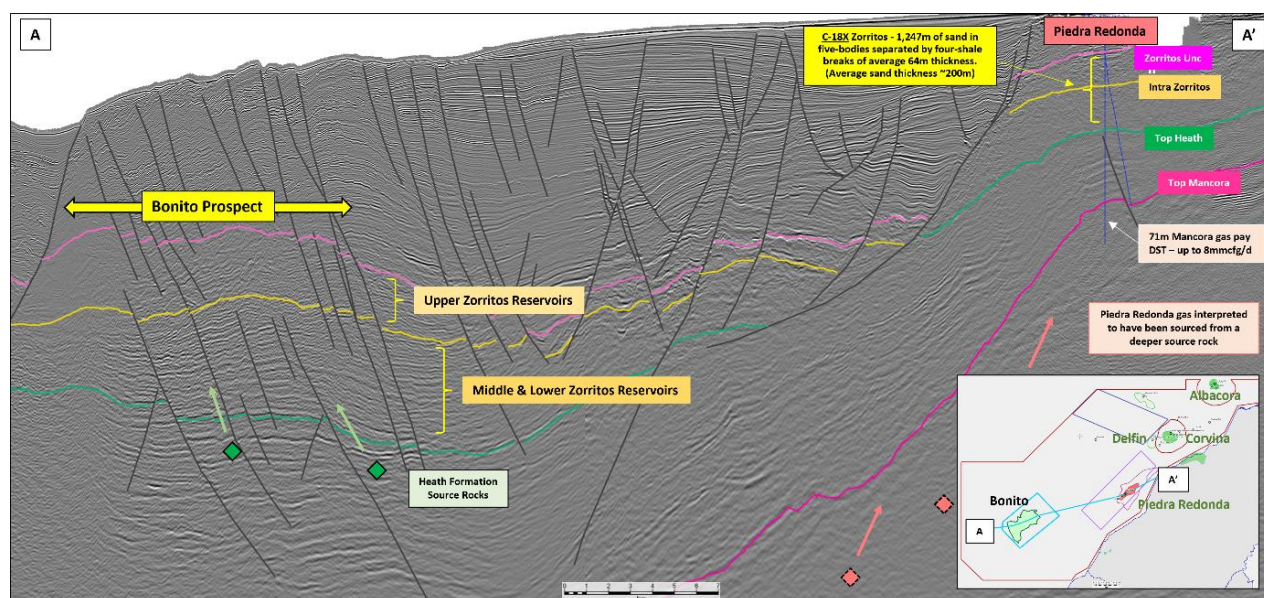 A
C-18X Zorritos - 1,247m of sand in
five-bodies separated by four-shale
breaks of average 64m thickness.
(Average sand thickness ~200m)
Piedra Redonda
A'
Zorritos Unc
Intra Zorritos
Top Heath
Top Mancora
Bonito Prospect
71m Mancora gas pay
DST – up to 8mmcfg/d
Upper Zorritos Reservoirs
Piedra Redonda gas interpreted
to have been sourced from a
deeper source rock
Middle & Lower Zorritos Reservoirs
Heath Formation
Source Rocks
Albacora
Delfin
Corvina
A'
Bonito
Piedra Redonda
A
0 1 2 3 4 5 6 7